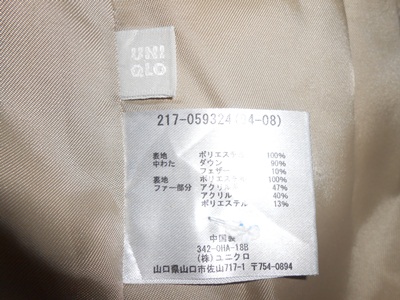 UNI
QLO
217-059324(34-08)
表地 ポリエステル 100%
中わた ダウン 90%
フェザー 10%
裏地 ポリエステル 100%
ファー部分 アクリル 47%
アクリル 40%
ポリエステル 13%
中国製
342-OHA-18B
(株)ユニクロ
山口県山口市佐山717-1 〒754-0894